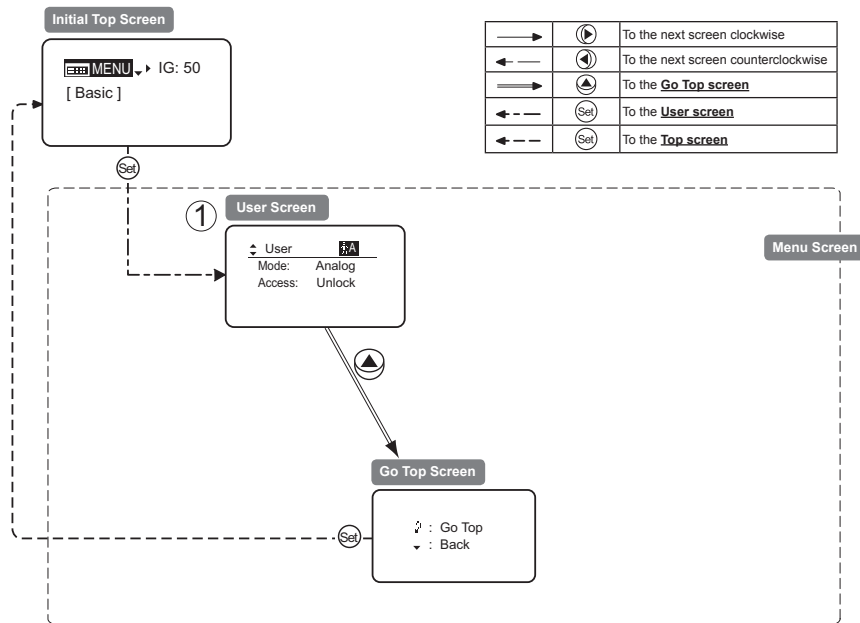 Initial Top Screen
MENU IG: 50
[ Basic ]
To the next screen clockwise
To the next screen counterclockwise
To the Go Top screen
Set To the User screen
Set To the Top screen
Set
1 User Screen
Menu Screen
User A
Mode: Analog
Access: Unlock
Go Top Screen
: Go Top
: Back
Set